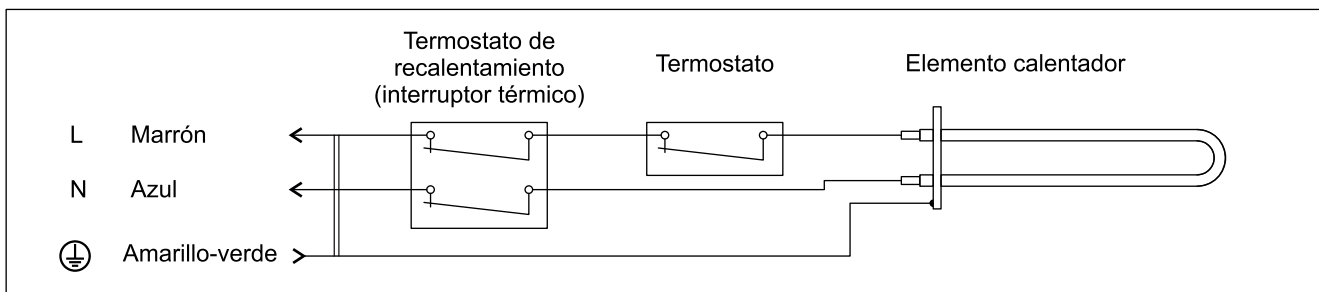 Termostato de
recalentamiento
(interruptor térmico)
Termostato
Elemento calentador
L Marrón
N Azul
Amarillo-verde